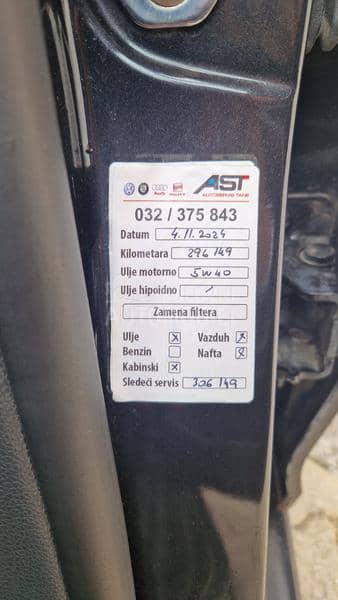 AST
AUTOSERVIS TANE
032 / 375 843
Datum 4.11.2024
Kilometara 296 149
Ulje motorno 5W40
Ulje hipoidno /
Zamena filtera
Ulje x Vazduh x
Benzin Nafta x
Kabinski x
Sledeći servis 306 149